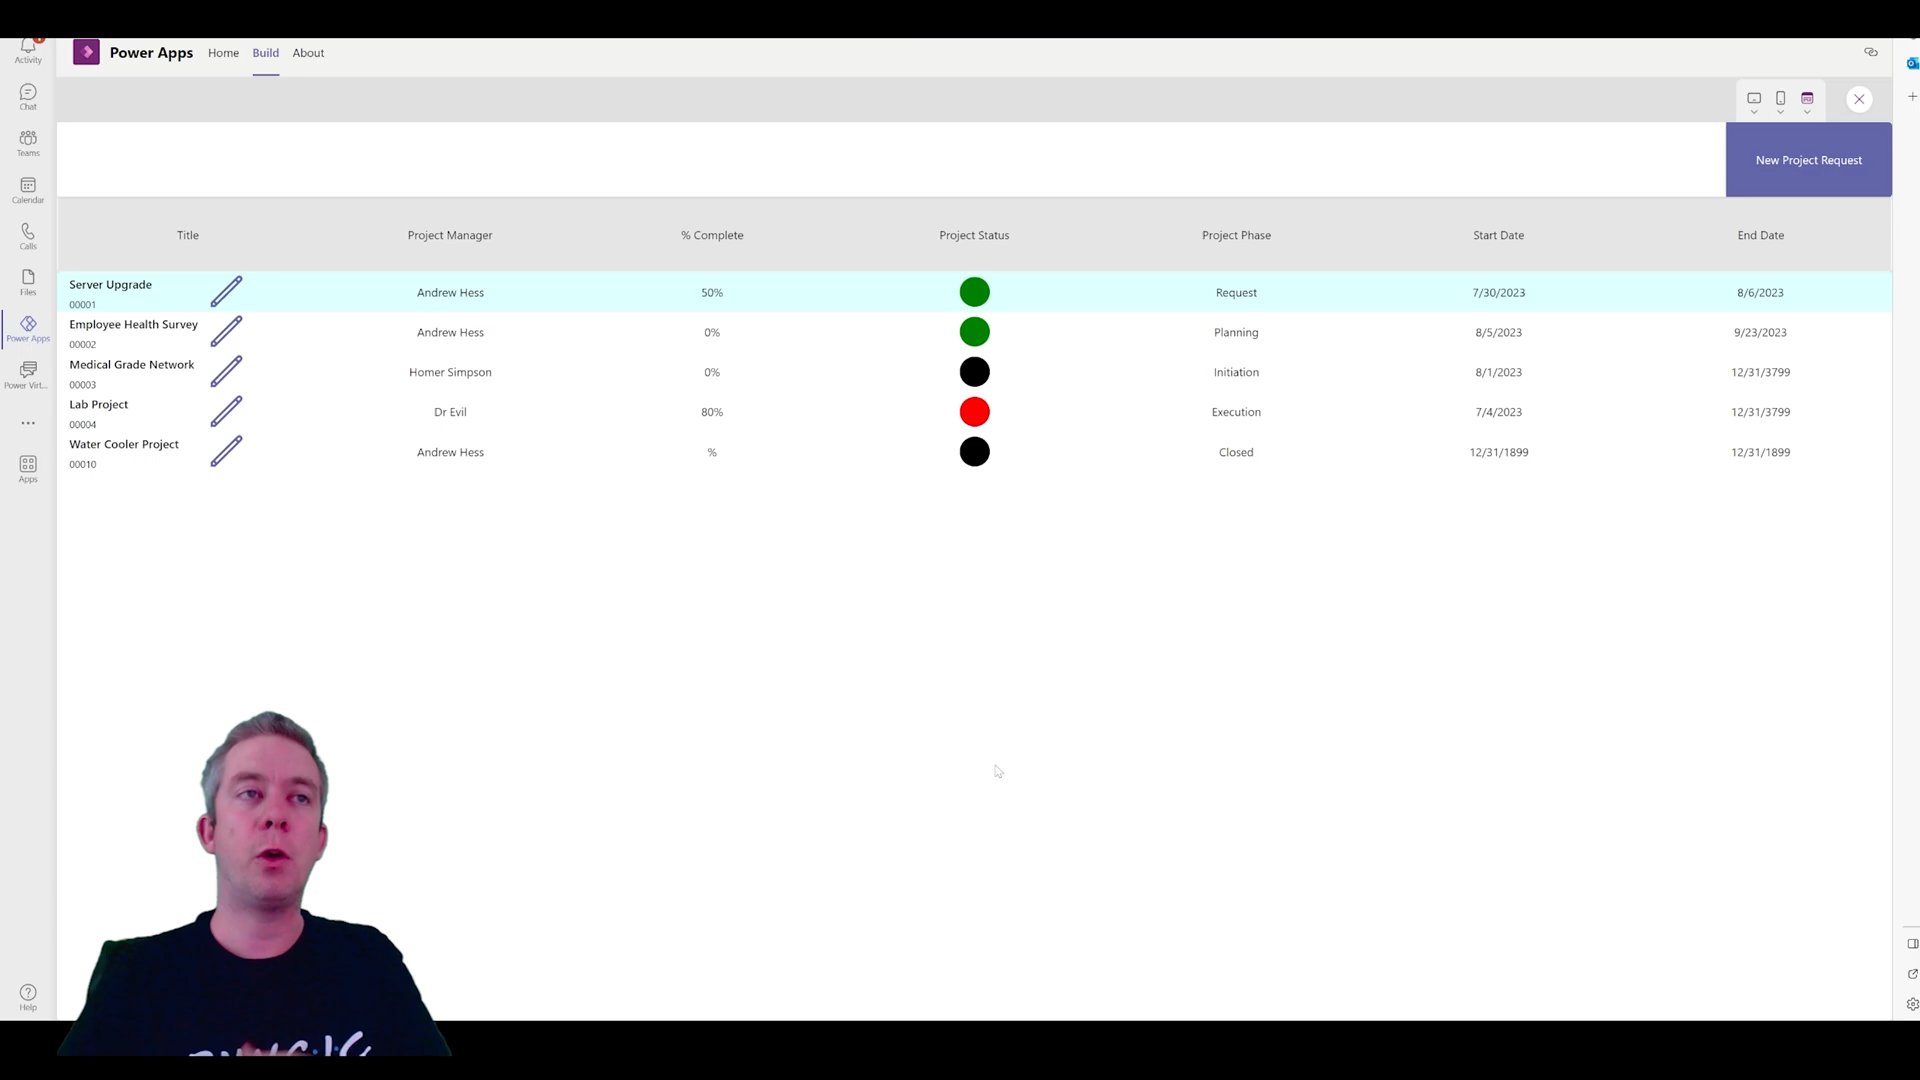 Power Apps Home Build About
Activity
Chat
Teams
Calendar
Calls
Files
Power Apps
Power Virt...
Apps
Help
New Project Request
Title Project Manager % Complete Project Status Project Phase Start Date End Date
Server Upgrade
00001
Andrew Hess 50% Request 7/30/2023 8/6/2023
Employee Health Survey
00002
Andrew Hess 0% Planning 8/5/2023 9/23/2023
Medical Grade Network
00003
Homer Simpson 0% Initiation 8/1/2023 12/31/3799
Lab Project
00004
Dr Evil 80% Execution 7/4/2023 12/31/3799
Water Cooler Project
00010
Andrew Hess % Closed 12/31/1899 12/31/1899